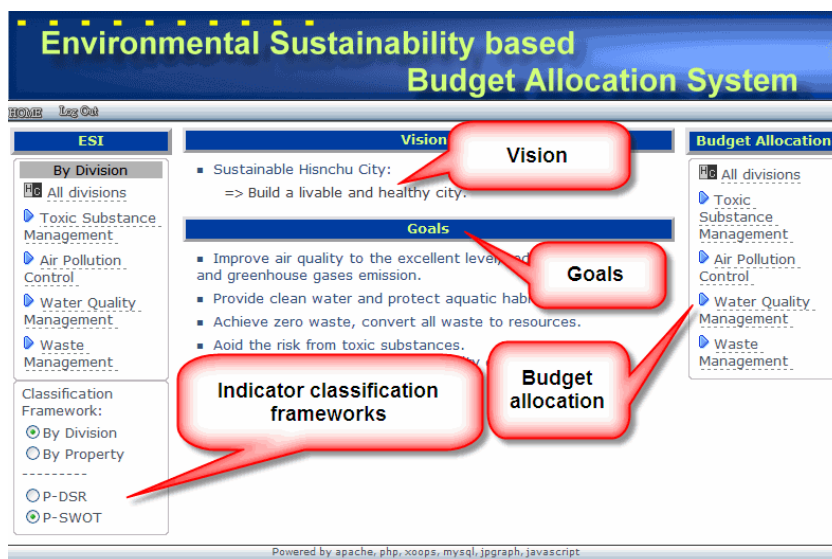 Environmental Sustainability based
Budget Allocation System
HOME Log Out
ESI
By Division
HC All divisions
Toxic Substance
Management
Air Pollution
Control
Water Quality
Management
Waste
Management
Classification
Framework:
By Division
By Property
---------
P-DSR
P-SWOT
Vision
Sustainable Hisnchu City:
=> Build a livable and healthy city.
Goals
Improve air quality to the excellent level,
and greenhouse gases emission.
Provide clean water and protect aquatic
Achieve zero waste, convert all waste to resources.
Aoid the risk from toxic substances.
Vision
Goals
Indicator classification
frameworks
Budget
allocation
Budget Allocation
HC All divisions
Toxic
Substance
Management
Air Pollution
Control
Water Quality
Management
Waste
Management
Powered by apache, php, xoops, mysql, jpgraph, javascript